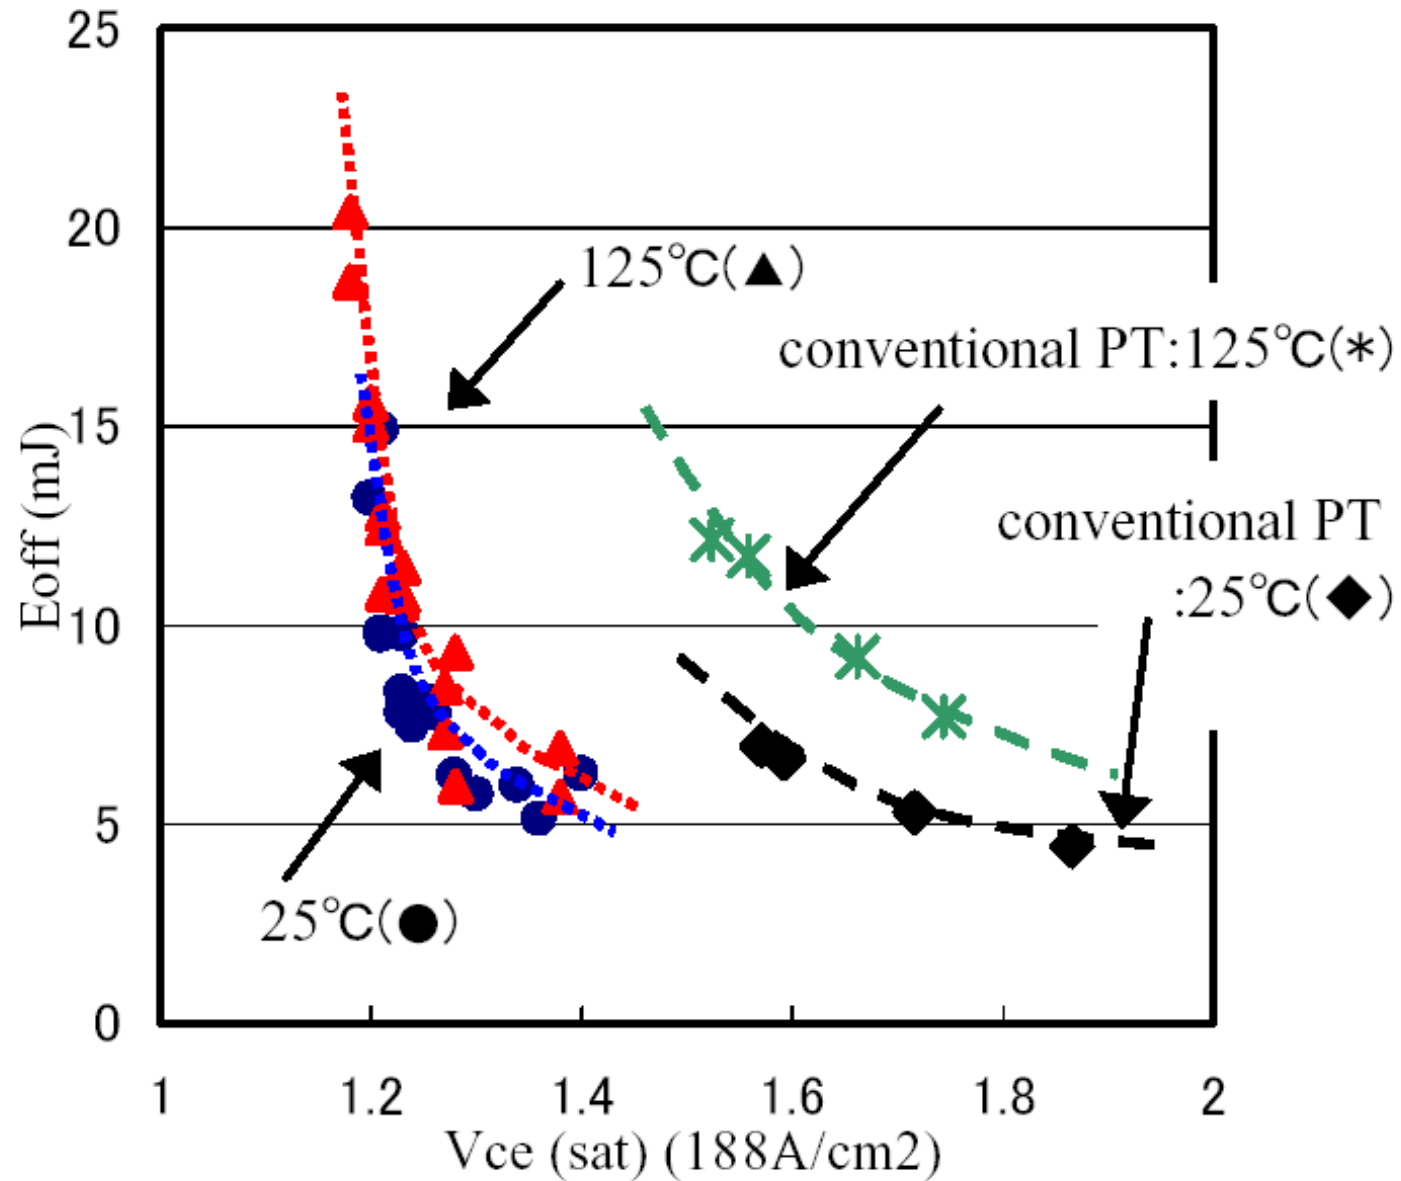 25
20
125℃(▲)
conventional PT:125℃(*)
15
Eoff (mJ)
conventional PT
:25℃(◆)
10
5
25℃(●)
0
1 1.2 1.4 1.6 1.8 2
Vce (sat) (188A/cm2)